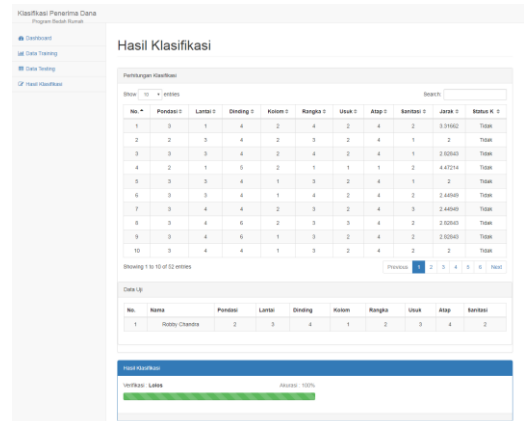 Klasifikasi Penerima Dana
Program Bedah Rumah
Dashboard
Data Training
Data Testing
Hasil Klasifikasi
Hasil Klasifikasi
Perhitungan Klasifikasi
Show 10 entries Search:
No. Pondasi Lantai Dinding Kolom Rangka Usuk Atap Sanitasi Jarak Status K
1 3 1 4 2 4 2 4 2 3.31662 Tidak
2 2 3 4 2 3 2 4 1 2 Tidak
3 3 3 4 2 4 2 4 1 2.82843 Tidak
4 2 1 5 2 1 1 1 2 4.47214 Tidak
5 3 3 4 1 3 2 4 1 2 Tidak
6 3 3 4 1 4 2 4 2 2.44949 Tidak
7 3 4 4 2 3 2 4 3 2.44949 Tidak
8 3 4 6 2 3 3 4 2 2.82843 Tidak
9 3 4 6 1 3 2 4 2 2.82843 Tidak
10 3 4 4 1 3 2 4 2 2 Tidak
Showing 1 to 10 of 52 entries Previous 1 2 3 4 5 6 Next
Data Uji
No. Nama Pondasi Lantai Dinding Kolom Rangka Usuk Atap Sanitasi
1 Robby Chandra 2 3 4 1 2 3 4 2
Hasil Klasifikasi
Verifikasi : Lolos Akurasi : 100%